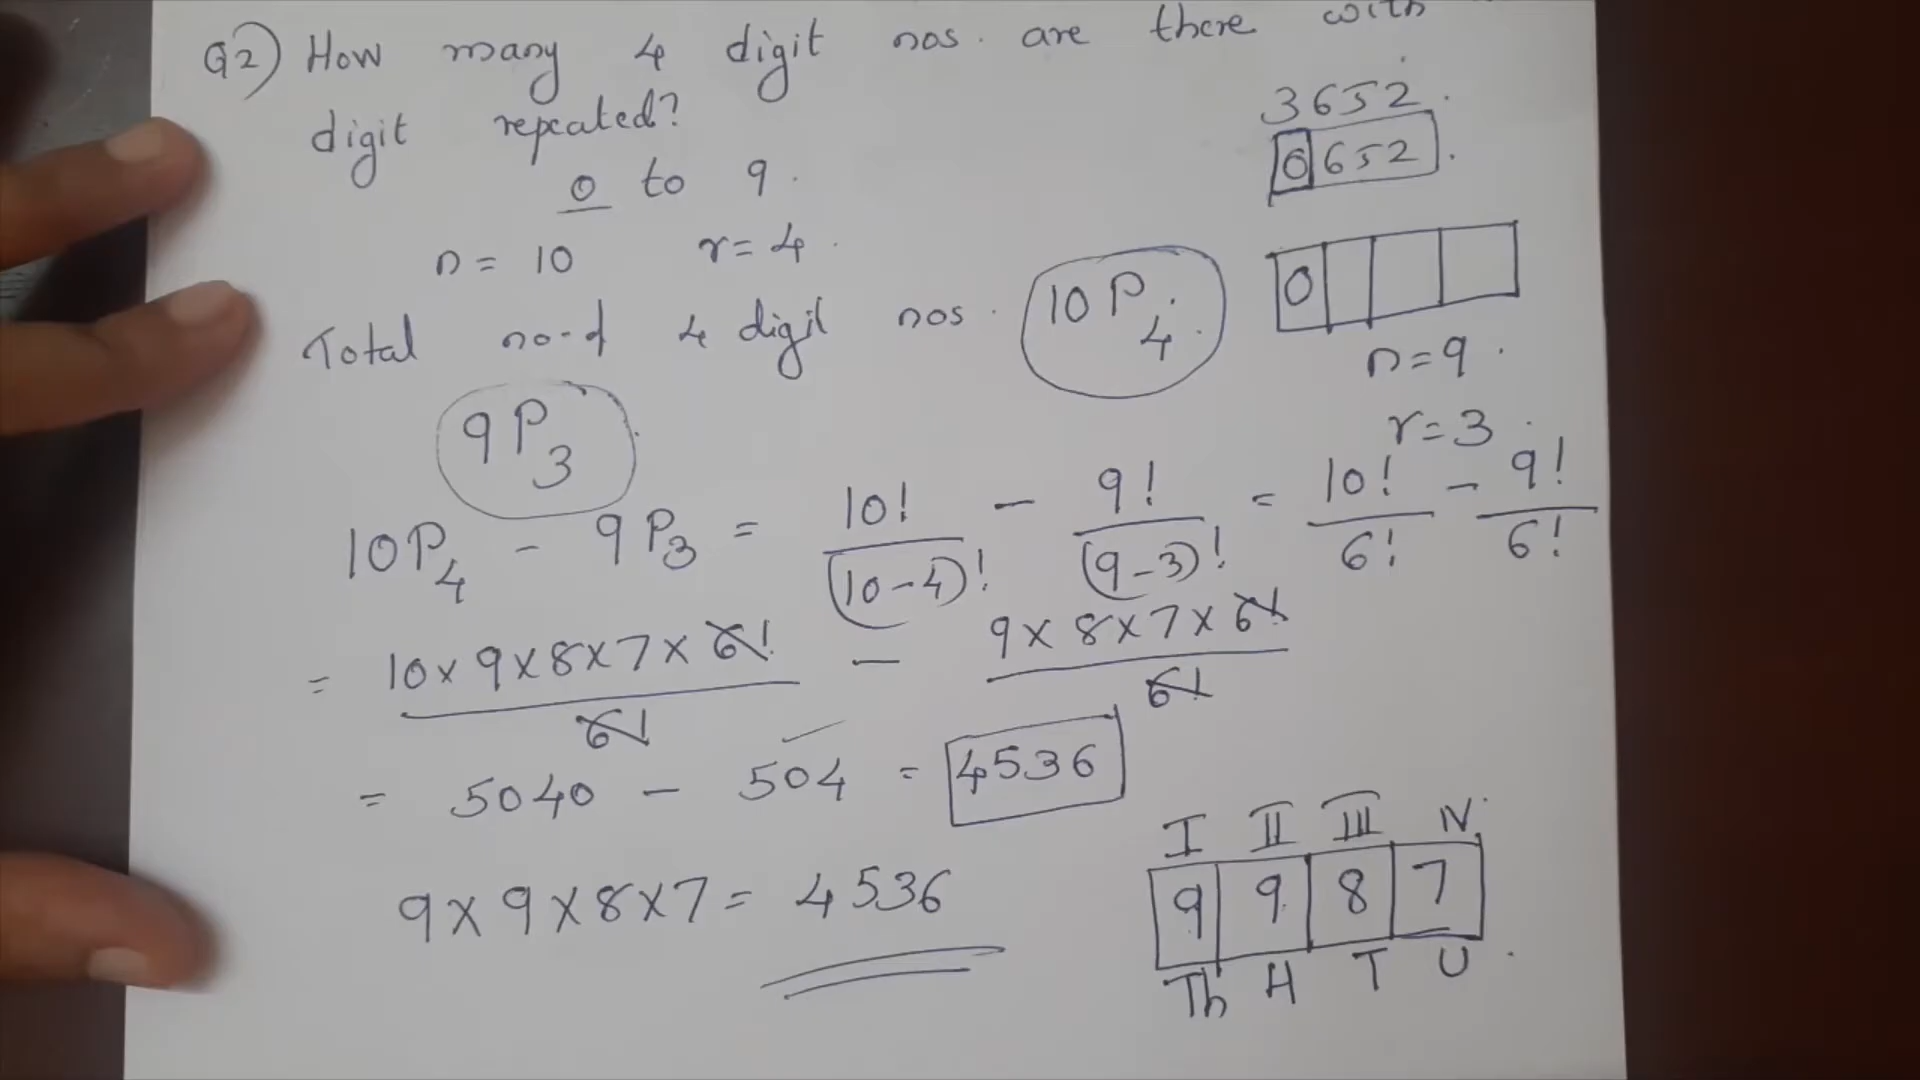 Q2) How many 4 digit nos. are there with
digit repeated?
3652.
0652.
0 to 9.
n = 10 r = 4.
0
n = 9.
r = 3.
Total no. of 4 digit nos. 10P4.
9P3
10P4 - 9P3 = 10!/(10-4)! - 9!/(9-3)! = 10!/6! - 9!/6!
= 10 x 9 x 8 x 7 x 6!/6! - 9 x 8 x 7 x 6!/6!
= 5040 - 504 = 4536
I II III IV
9 9 8 7
Th H T U
9 x 9 x 8 x 7 = 4536